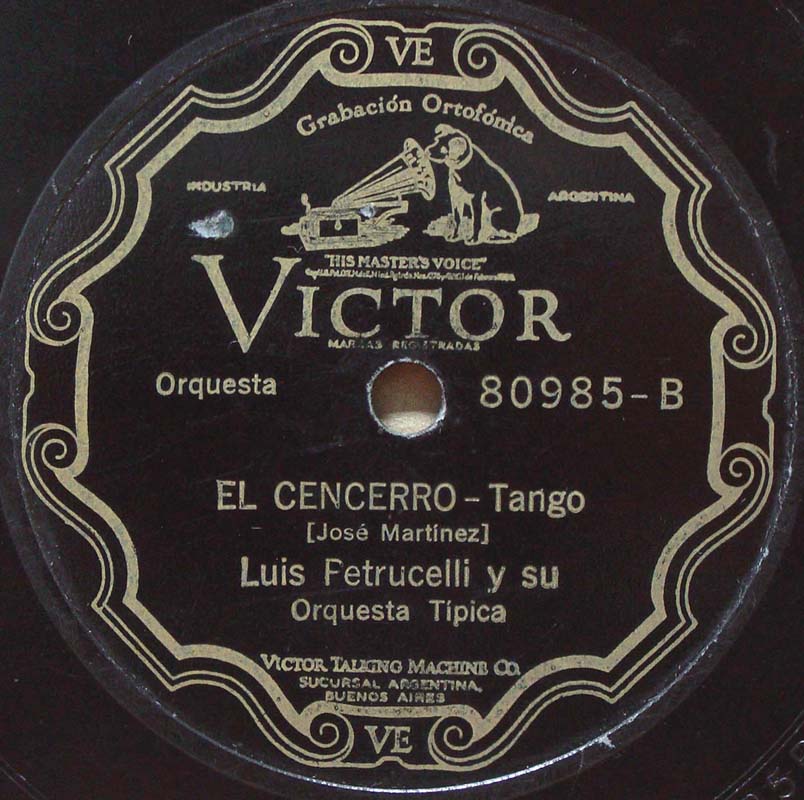 VE
Grabación Ortofónica
INDUSTRIA ARGENTINA
"HIS MASTER'S VOICE"
VICTOR
MARCAS REGISTRADAS
Orquesta 80985-B
EL CENCERRO - Tango
[José Martínez]
Luis Petrucelli y su
Orquesta Típica
VICTOR TALKING MACHINE CO.
SUCURSAL ARGENTINA,
BUENOS AIRES
VE